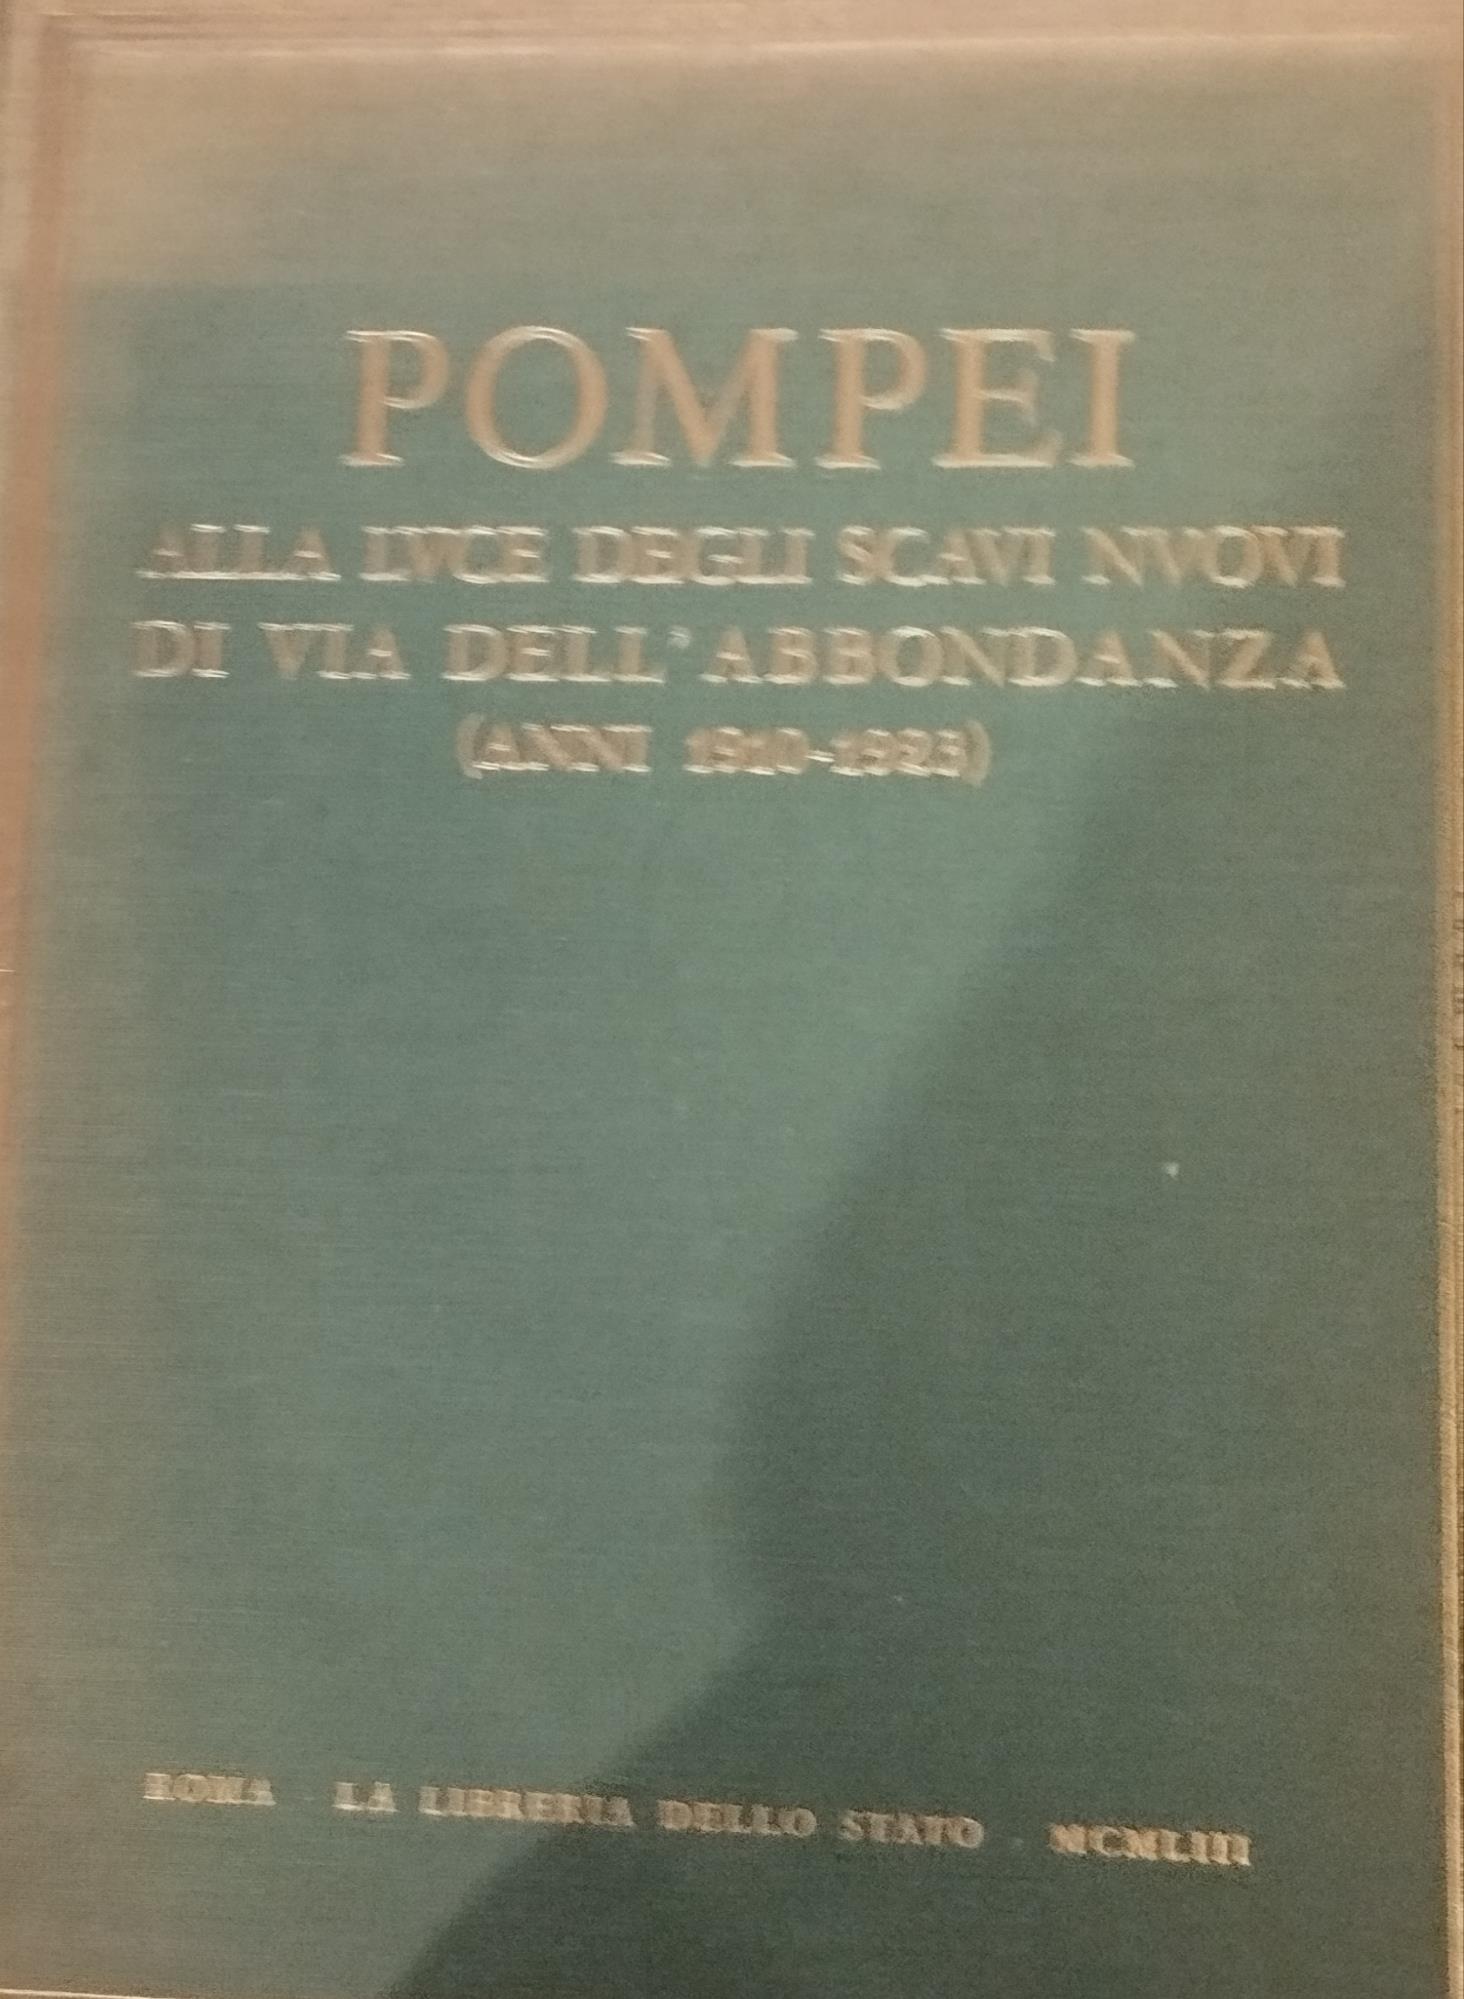 POMPEI
ALLA LVCE DEGLI SCAVI NVOVI
DI VIA DELL'ABBONDANZA
(ANNI 1910-1923)
ROMA · LA LIBRERIA DELLO STATO · MCMLIII